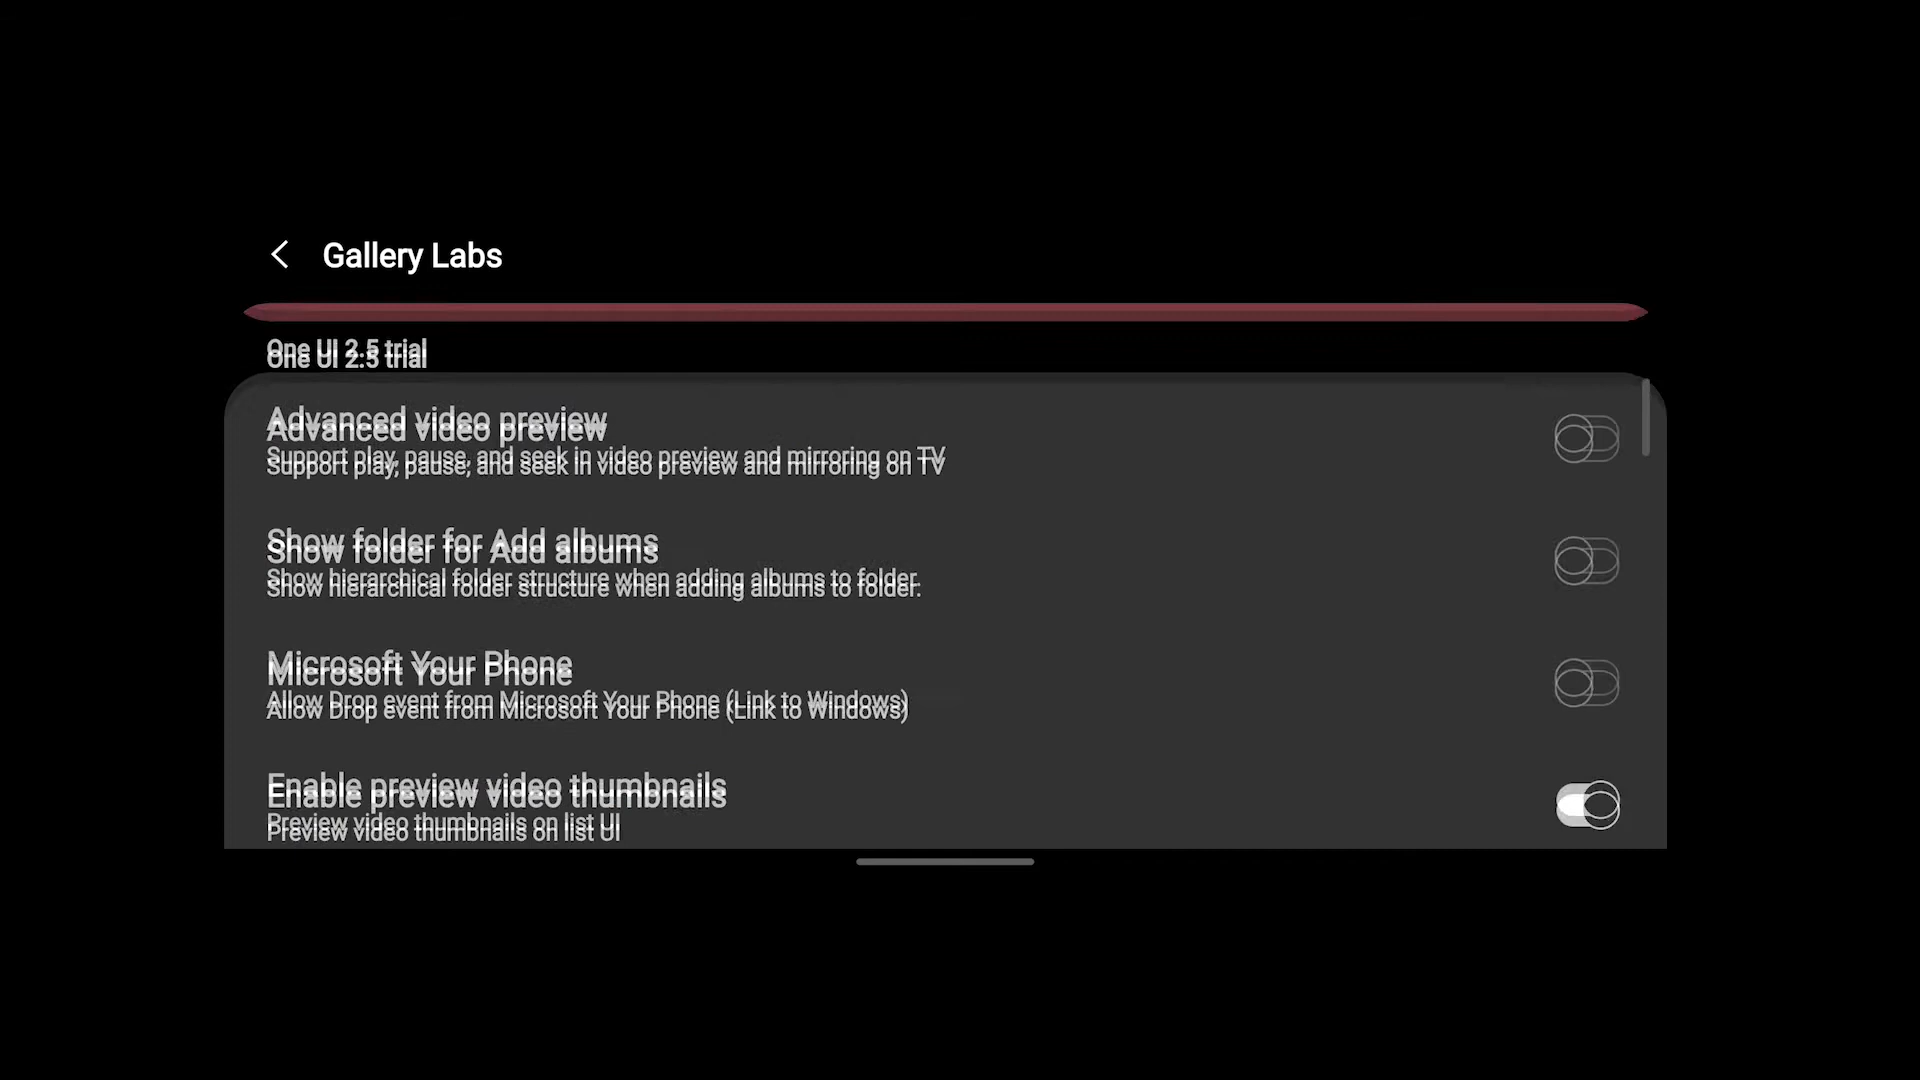 Gallery Labs
One UI 2.5 trial
Advanced video preview
Support play, pause, and seek in video preview and mirroring on TV
Show folder for Add albums
Show hierarchical folder structure when adding albums to folder.
Microsoft Your Phone
Allow Drop event from Microsoft Your Phone (Link to Windows)
Enable preview video thumbnails
Preview video thumbnails on list UI